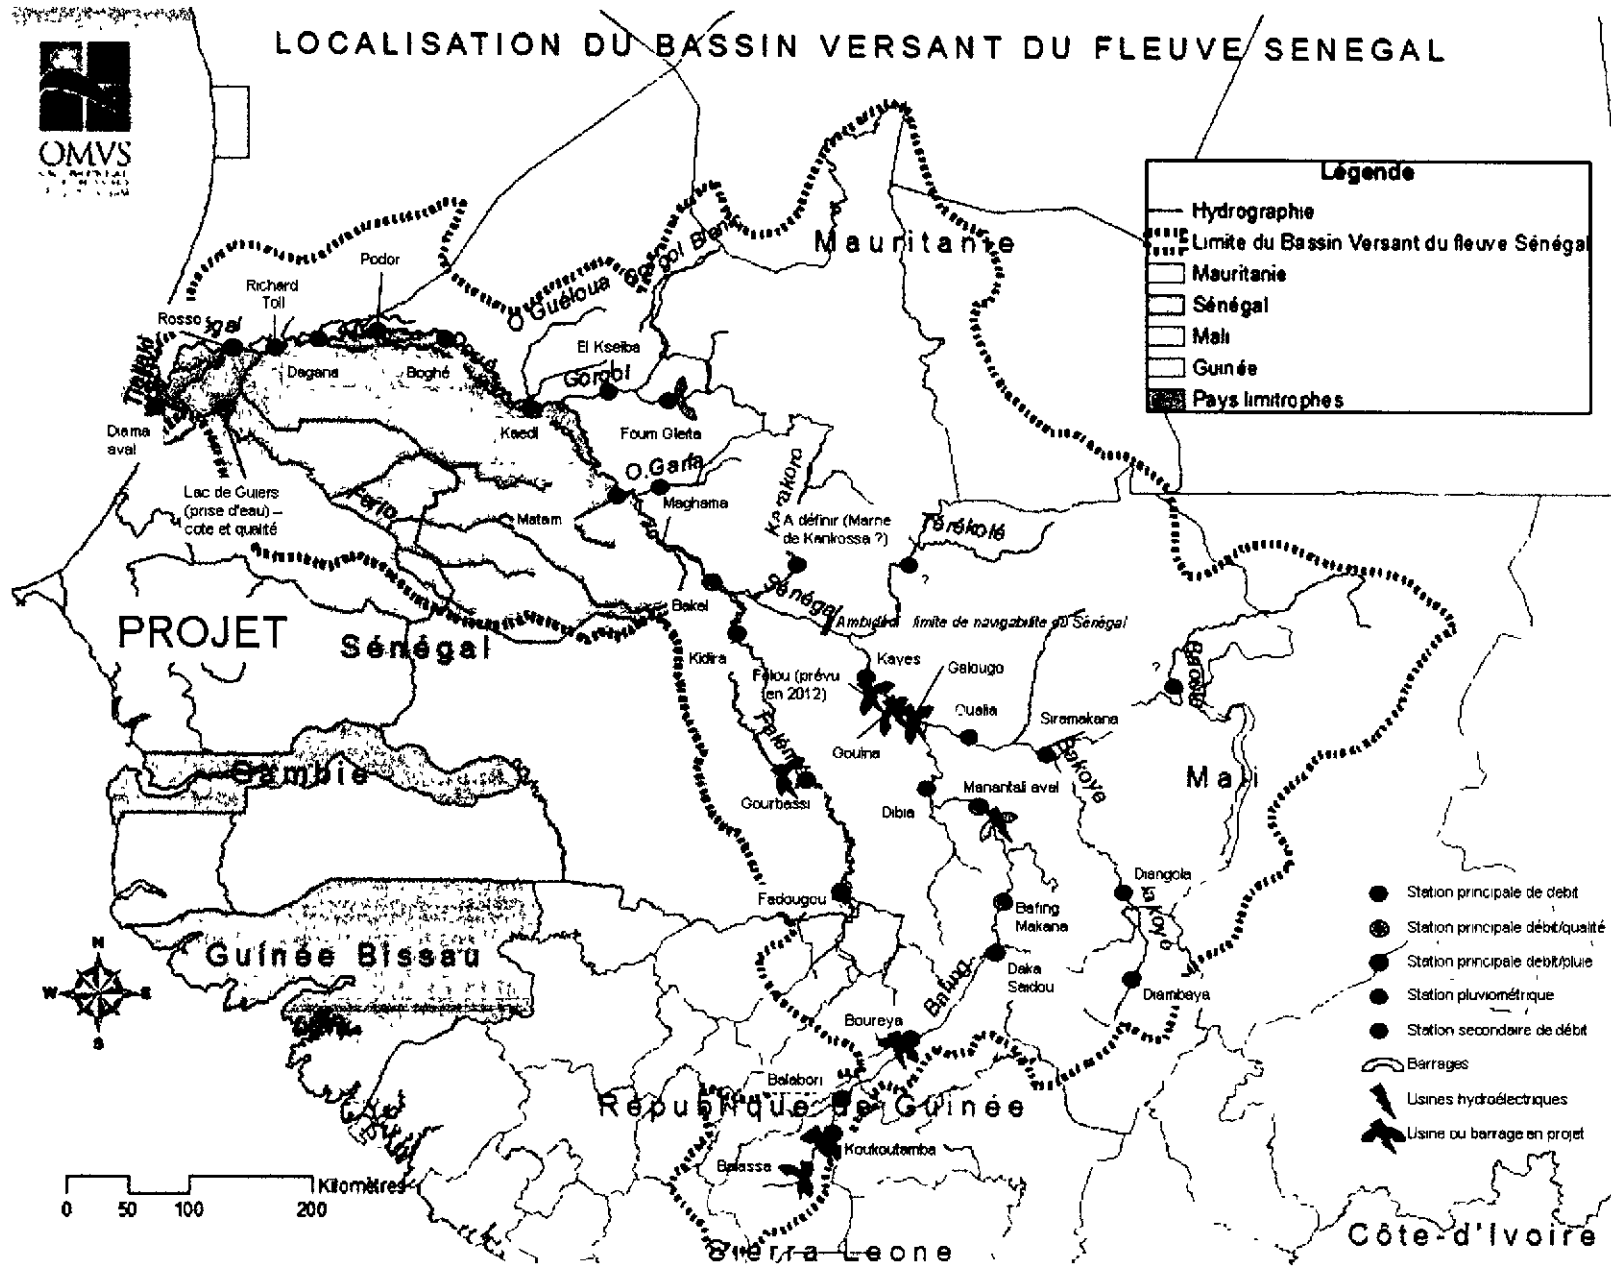 LOCALISATION DU BASSIN VERSANT DU FLEUVE SENEGAL
OMVS
Légende
Hydrographie
Limite du Bassin Versant du fleuve Sénégal
Mauritanie
Sénégal
Mali
Guinée
Pays limitrophes
Mauritanie
O Guéloua
Gorgol Blanc
Podor
Richard
Toll
Rosso
Dagana
Boghé
El Kseiba
Gorgol
Diama
aval
Kaedi
Foum Gleita
O.Garfa
Maghama
Karakoro
Lac de Guiers
(prise d'eau) –
cote et qualité
Ferlo
Matam
A définir (Marne
de Kankossa ?)
Térékolé
?
Bakel
Sénégal
Ambidédi limite de navigabilité du Sénégal
PROJET
Sénégal
Kidira
Kayes
Galougo
Félou (prévu
en 2012)
?
Baoulé
Oualia
Siramakana
Gouina
Falémé
Bakoye
Mali
Gambie
Gourbassi
Dibia
Manantali aval
Diangola
Fadougou
Bafing
Makana
Bakoye
Guinée Bissau
Daka
Saidou
Bafing
Diambaya
Boureya
N
W
E
S
Balabori
République de Guinée
Koukoutamba
Balassa
Kilomètres
0 50 100 200
Sierra Leone
Côte-d'Ivoire
Station principale de débit
Station principale débit/qualité
Station principale debit/pluie
Station pluviométrique
Station secondaire de débit
Barrages
Usines hydroélectriques
Usine ou barrage en projet